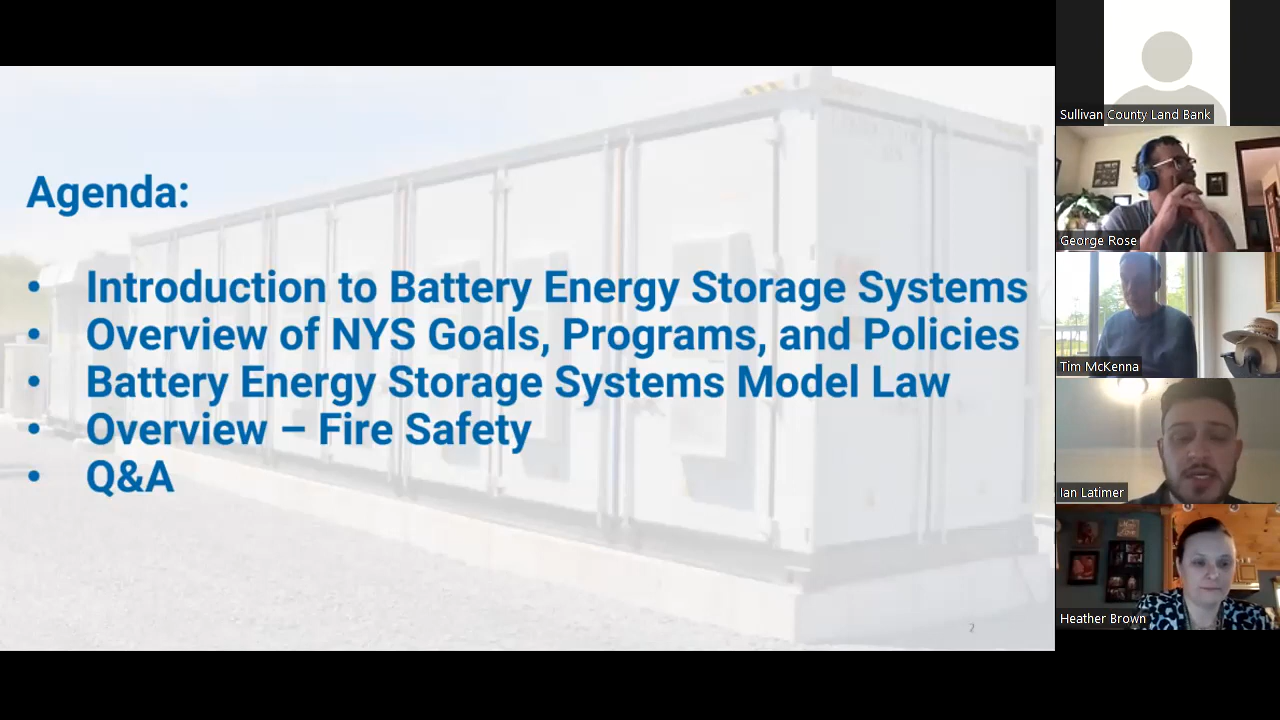 Agenda:
• Introduction to Battery Energy Storage Systems
• Overview of NYS Goals, Programs, and Policies
• Battery Energy Storage Systems Model Law
• Overview – Fire Safety
• Q&A
2
Sullivan County Land Bank
George Rose
Tim McKenna
Ian Latimer
Heather Brown